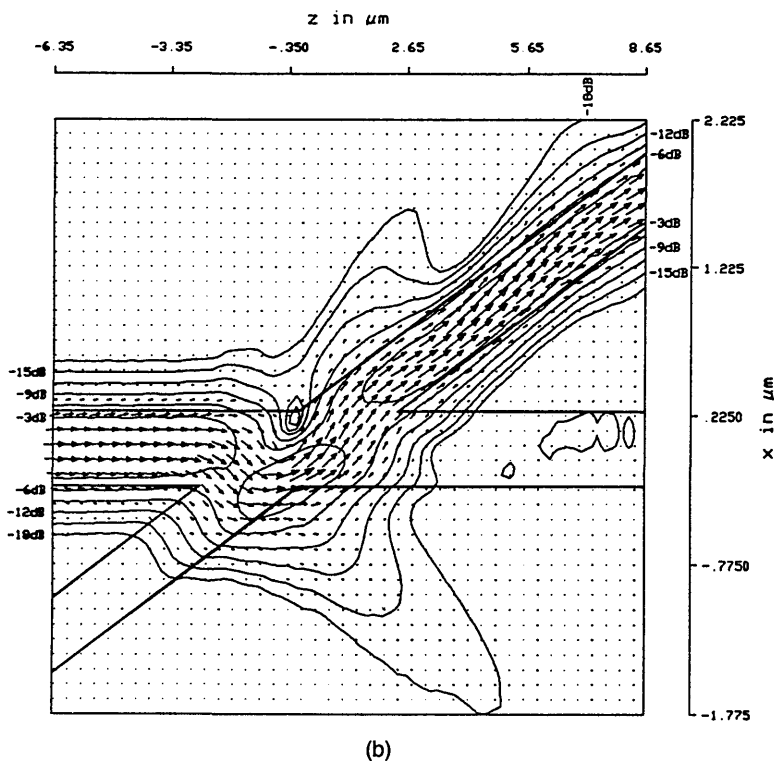 z in μm
-6.35 -3.35 -.350 2.65 5.65 8.65
-18dB
2.225
-12dB
-6dB
-3dB
-9dB
1.225
-15dB
-15dB
-9dB
-3dB
.2250
x in μm
-6dB
-12dB
-18dB
-.7750
-1.775
(b)